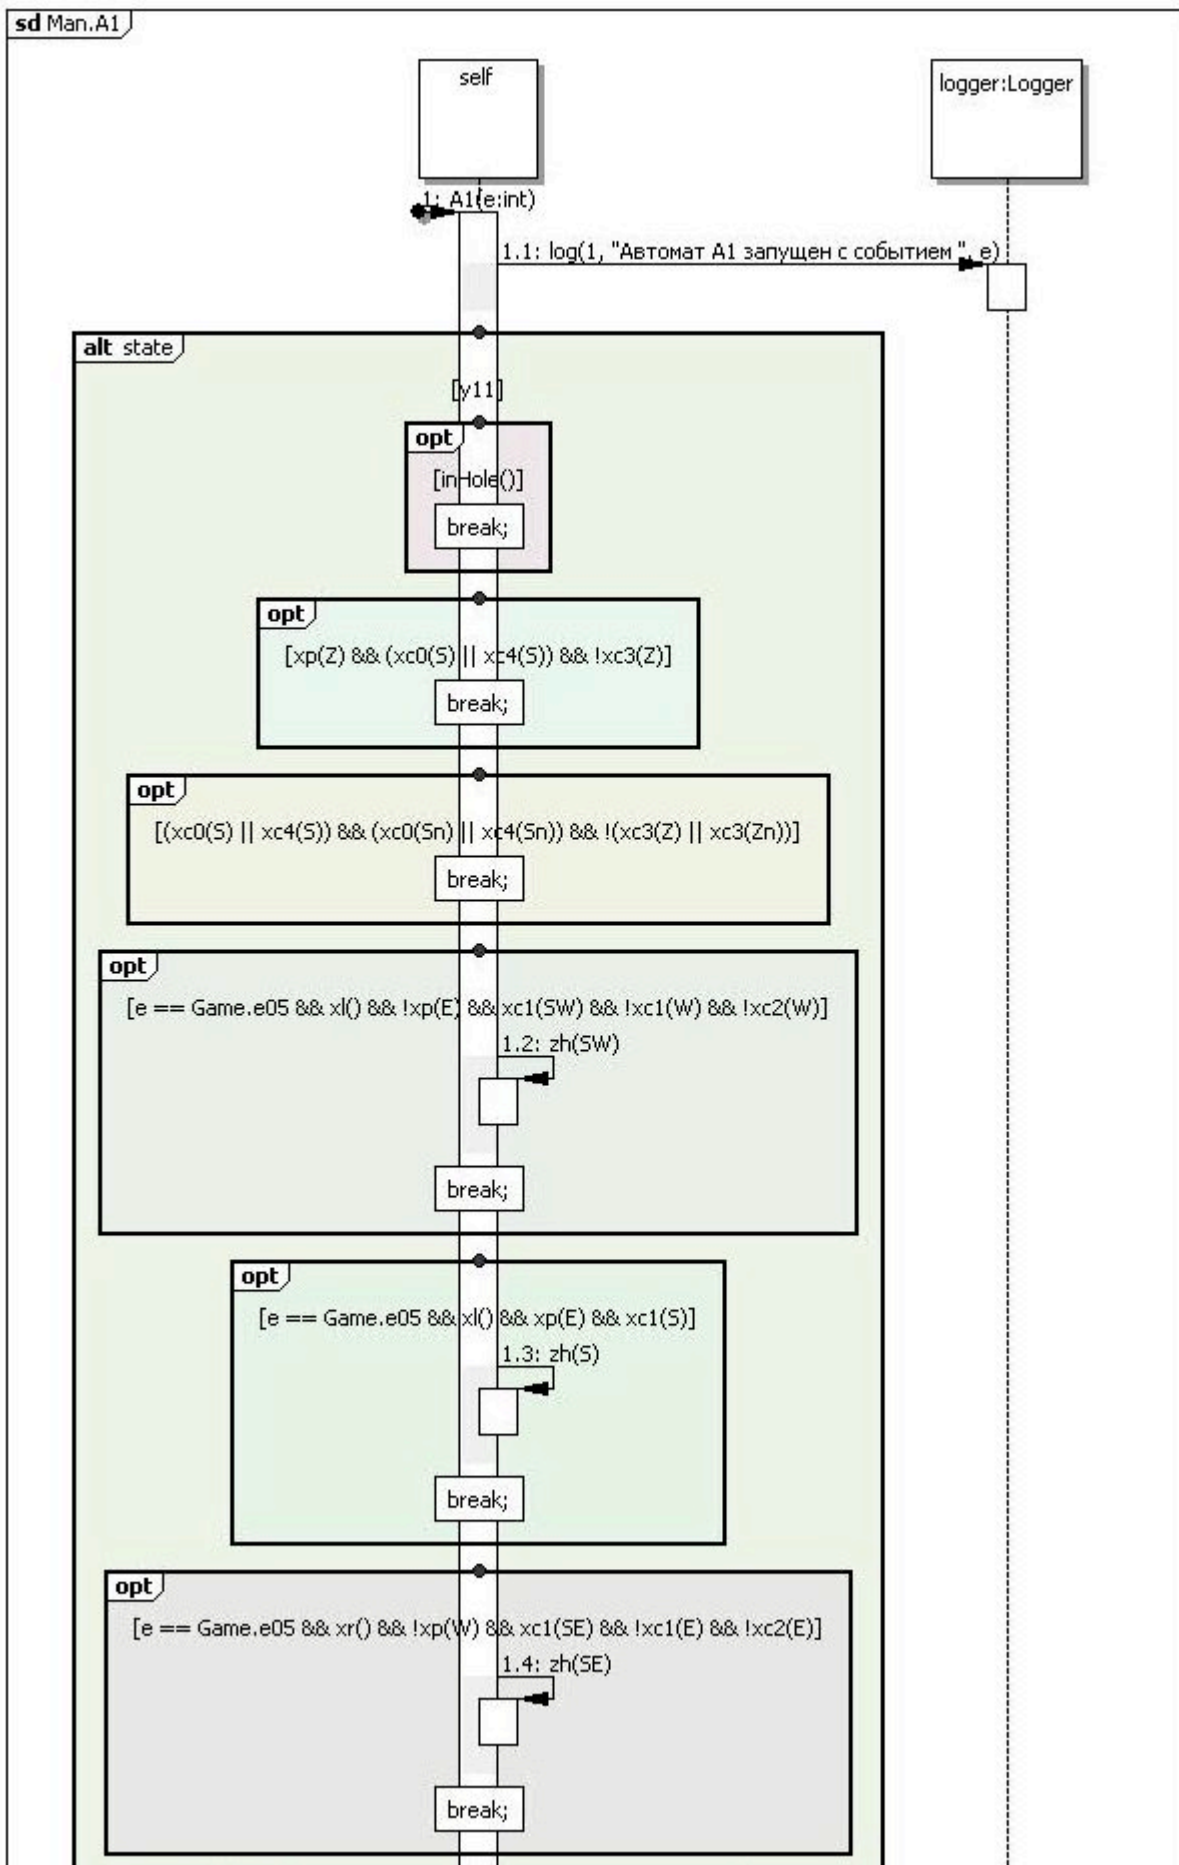 sd Man.A1
self
logger:Logger
1: A1(e:int)
1.1: log(1, "Автомат А1 запущен с событием ", e)
alt state
[y11]
opt
[inHole()]
break;
opt
[xp(Z) && (xc0(S) || xc4(S)) && !xc3(Z)]
break;
opt
[(xc0(S) || xc4(S)) && (xc0(Sn) || xc4(Sn)) && !(xc3(Z) || xc3(Zn))]
break;
opt
[e == Game.e05 && xl() && !xp(E) && xc1(SW) && !xc1(W) && !xc2(W)]
1.2: zh(SW)
break;
opt
[e == Game.e05 && xl() && xp(E) && xc1(S)]
1.3: zh(S)
break;
opt
[e == Game.e05 && xr() && !xp(W) && xc1(SE) && !xc1(E) && !xc2(E)]
1.4: zh(SE)
break;